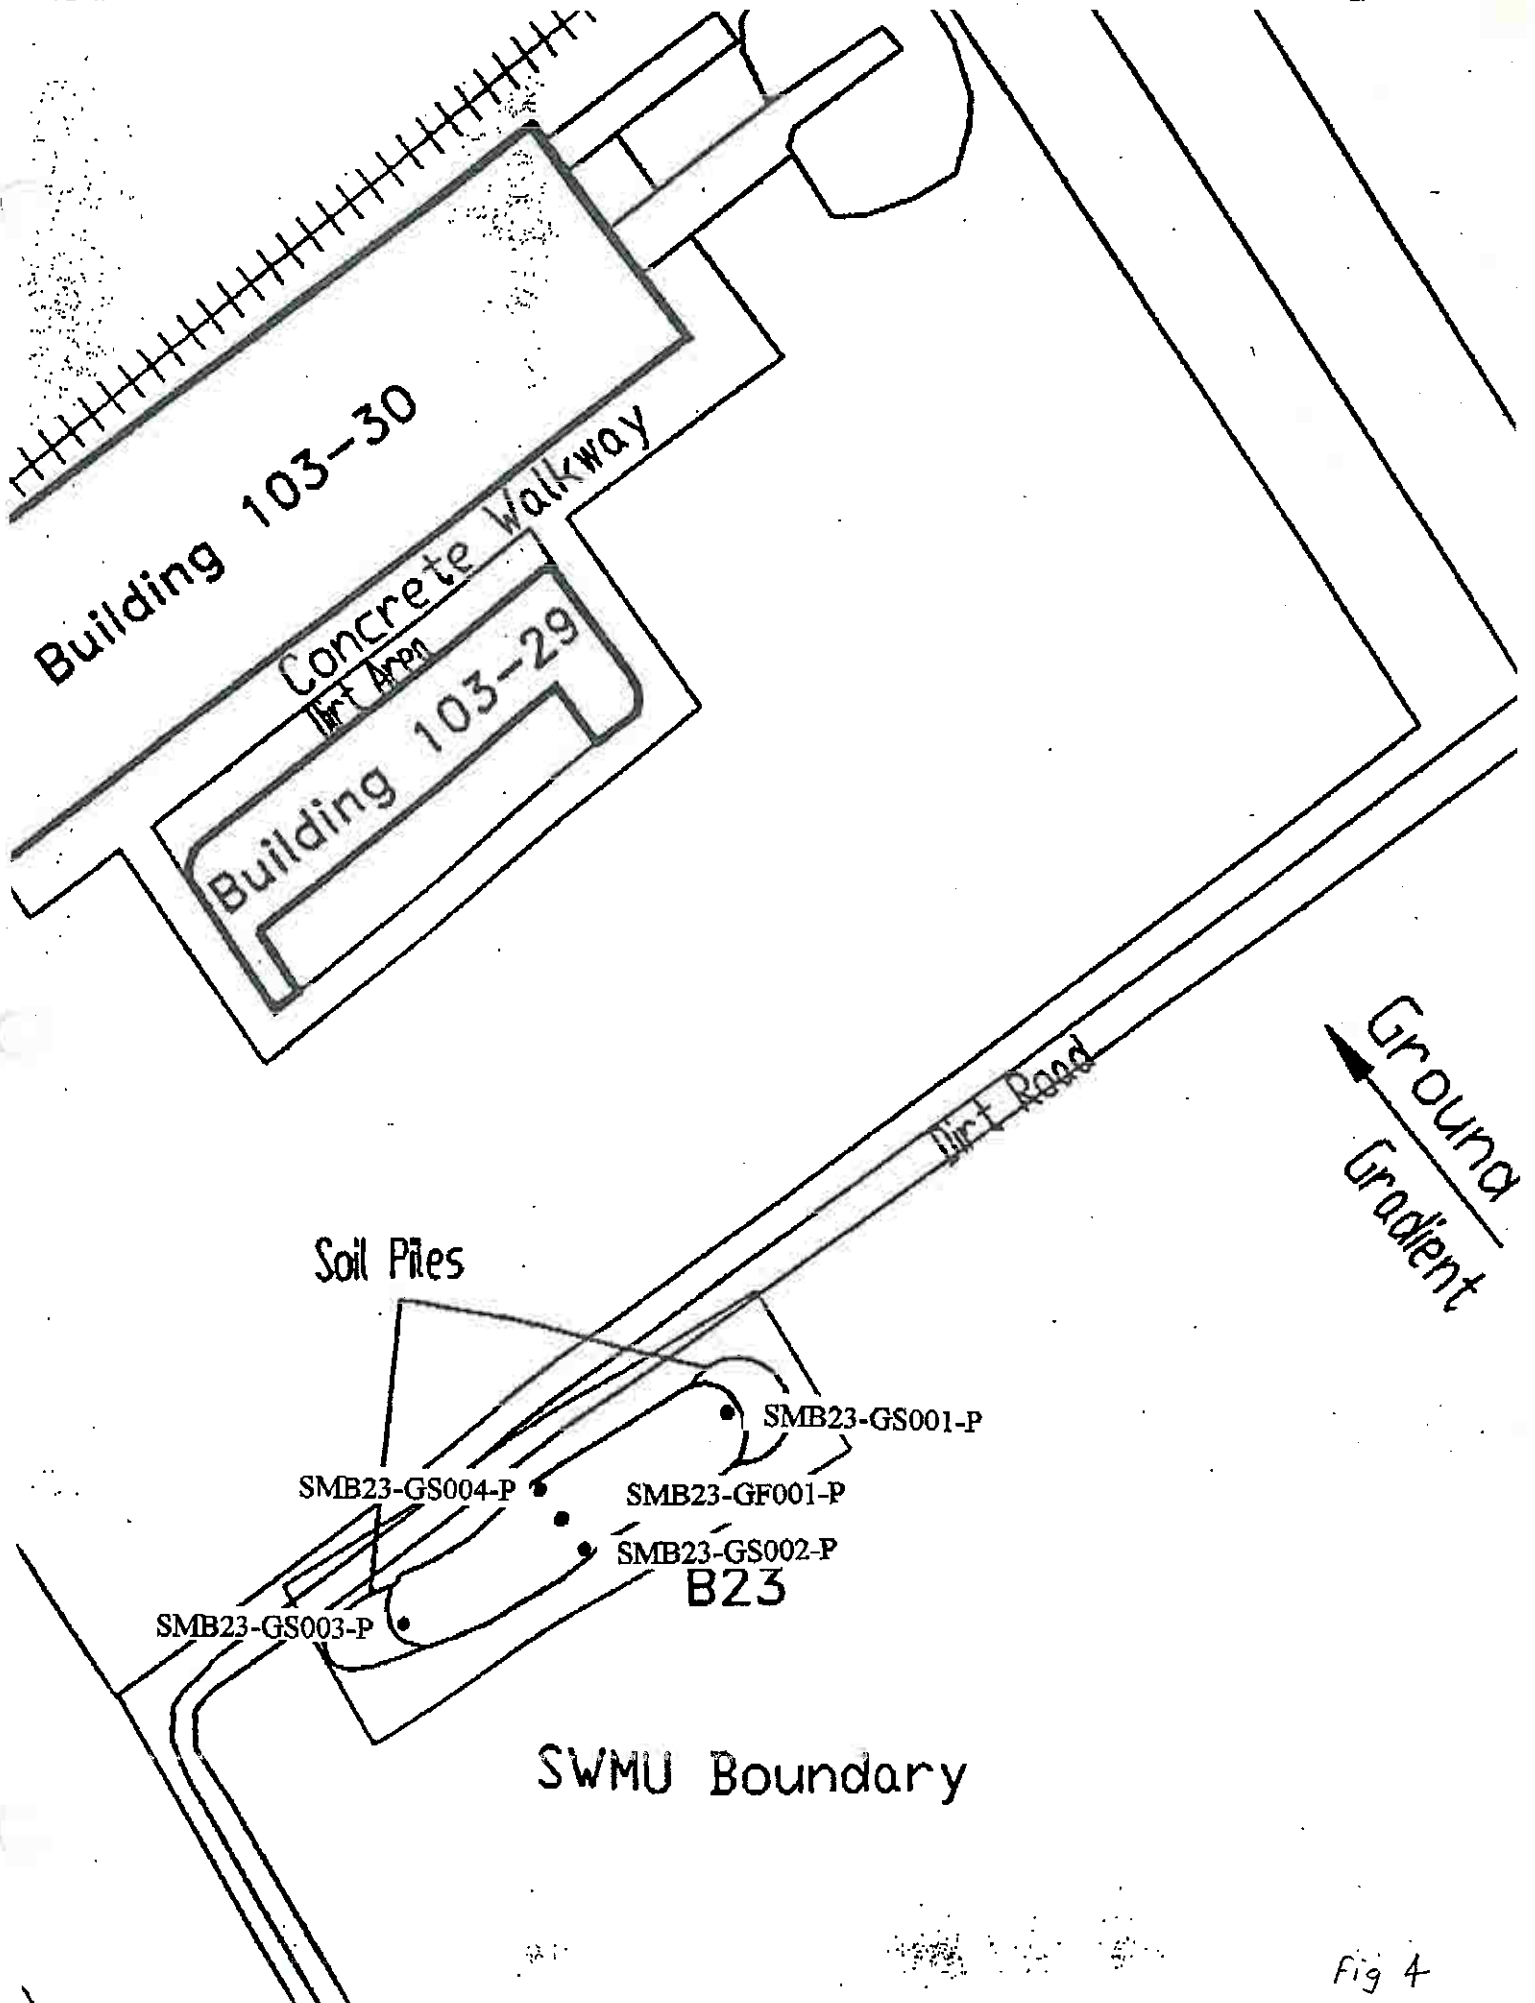 Building 103-30
Concrete Walkway
Dirt Area
Building 103-29
Ground
Gradient
Dirt Road
Soil Piles
SMB23-GS001-P
SMB23-GS004-P
SMB23-GF001-P
SMB23-GS002-P
B23
SMB23-GS003-P
SWMU Boundary
Fig 4